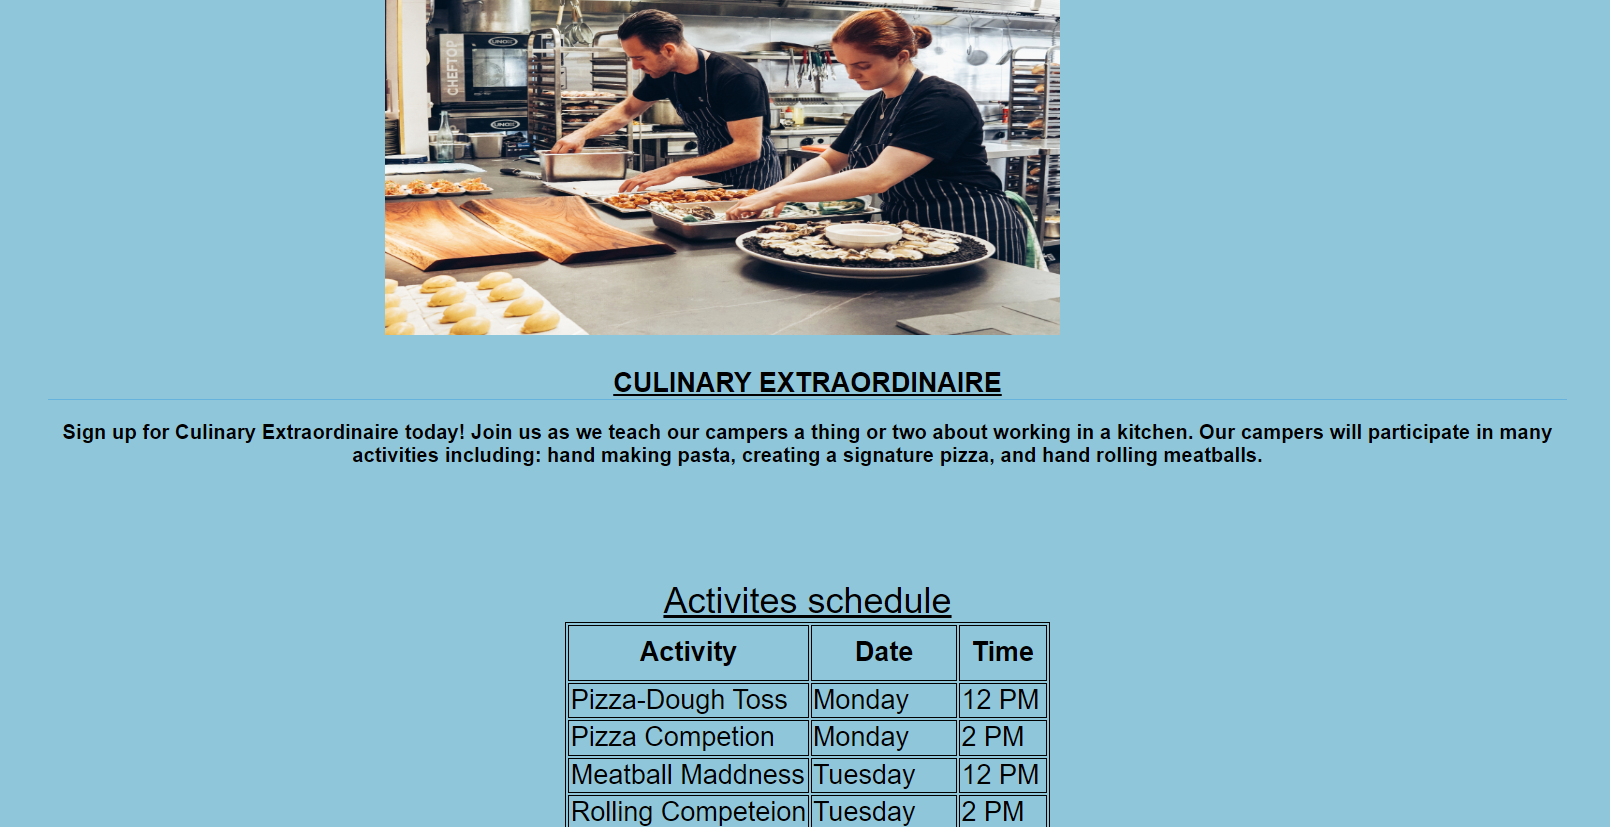 CHEFTOP
UNOX
UNOX
CULINARY EXTRAORDINAIRE
Sign up for Culinary Extraordinaire today! Join us as we teach our campers a thing or two about working in a kitchen. Our campers will participate in many
activities including: hand making pasta, creating a signature pizza, and hand rolling meatballs.
Activites schedule
Activity Date Time
Pizza-Dough Toss Monday 12 PM
Pizza Competion Monday 2 PM
Meatball Maddness Tuesday 12 PM
Rolling Competeion Tuesday 2 PM